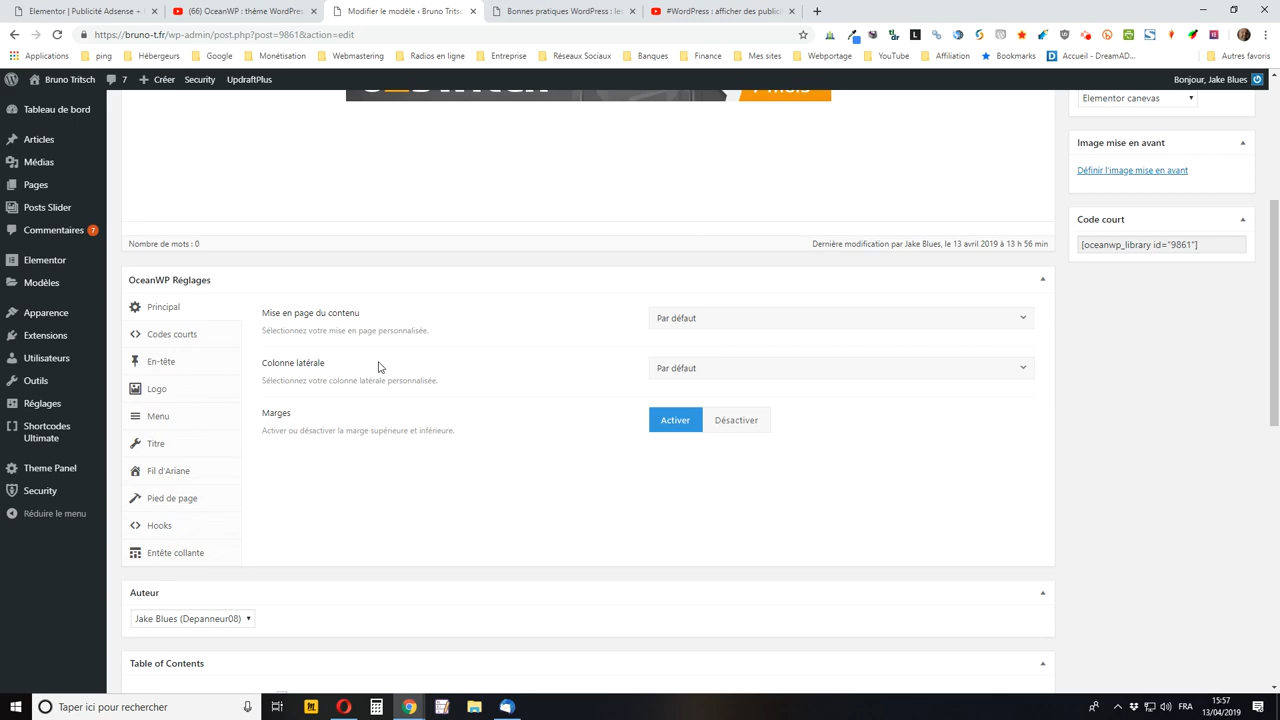 Elementor | Publicité Adsense +
(66) OceanWP : thème WordPres
Modifier le modèle ‹ Bruno Tritsc
Bonnes pratiques WordPress : les
#WordPress : afficher des public
https://bruno-t.fr/wp-admin/post.php?post=9861&action=edit
Applications
ping
Hébergeurs
Google
Monétisation
Webmastering
Radios en ligne
Entreprise
Réseaux Sociaux
Banques
Finance
Mes sites
Webportage
YouTube
Affiliation
Bookmarks
Accueil - DreamAD...
Autres favoris
Bruno Tritsch
7
Créer
Security
UpdraftPlus
Bonjour, Jake Blues
Tableau de bord
Articles
Médias
Pages
Posts Slider
Commentaires 7
Elementor
Modèles
Apparence
Extensions
Utilisateurs
Outils
Réglages
Shortcodes
Ultimate
Theme Panel
Security
Réduire le menu
Nombre de mots : 0
Dernière modification par Jake Blues, le 13 avril 2019 à 13 h 56 min
OceanWP Réglages
Principal
Codes courts
En-tête
Logo
Menu
Titre
Fil d'Ariane
Pied de page
Hooks
Entête collante
Mise en page du contenu
Sélectionnez votre mise en page personnalisée.
Par défaut
Colonne latérale
Sélectionnez votre colonne latérale personnalisée.
Par défaut
Marges
Activer ou désactiver la marge supérieure et inférieure.
Activer
Désactiver
Auteur
Jake Blues (Depanneur08)
Table of Contents
Elementor canevas
Image mise en avant
Définir l'image mise en avant
Code court
[oceanwp_library id="9861"]
Taper ici pour rechercher
FRA
15:57
13/04/2019